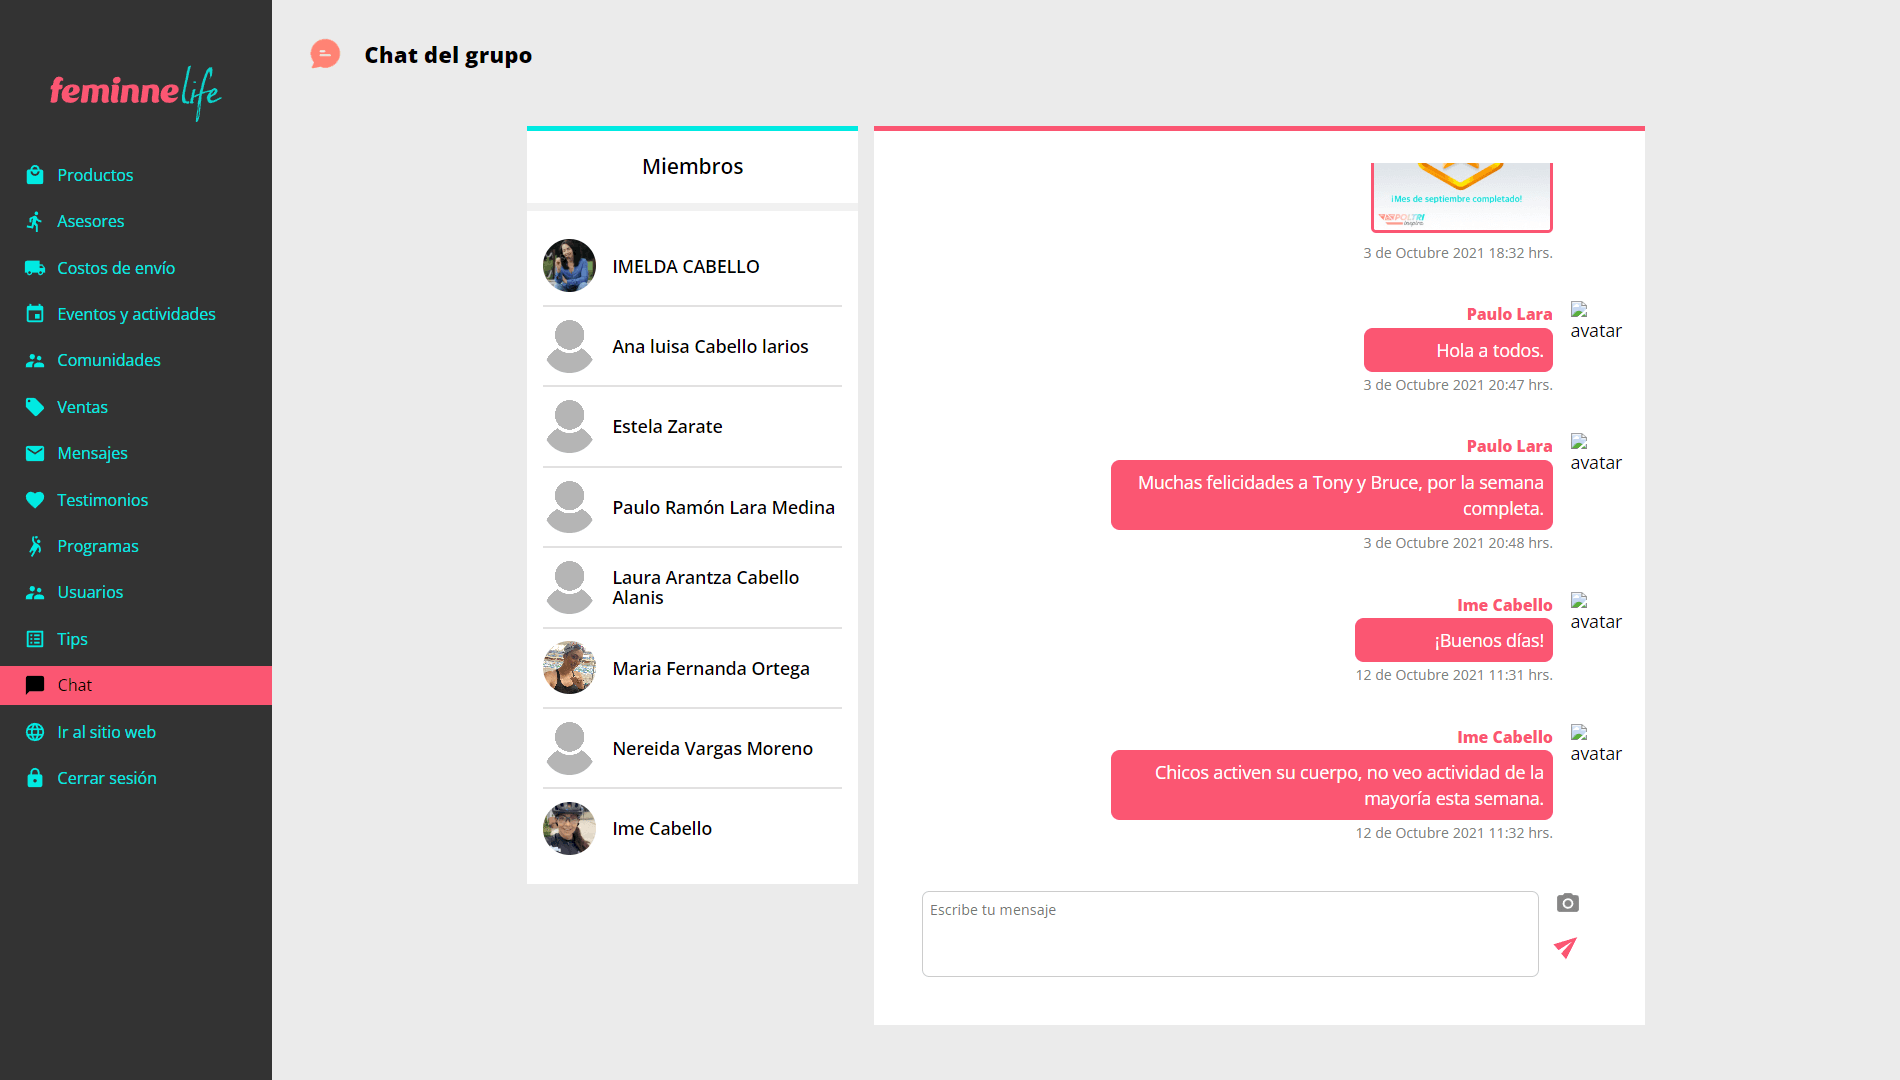 feminnelife
Productos
Asesores
Costos de envío
Eventos y actividades
Comunidades
Ventas
Mensajes
Testimonios
Programas
Usuarios
Tips
Chat
Ir al sitio web
Cerrar sesión
Chat del grupo
Miembros
IMELDA CABELLO
Ana luisa Cabello larios
Estela Zarate
Paulo Ramón Lara Medina
Laura Arantza Cabello
Alanis
Maria Fernanda Ortega
Nereida Vargas Moreno
Ime Cabello
¡Mes de septiembre completado!
3 de Octubre 2021 18:32 hrs.
Paulo Lara
avatar
Hola a todos.
3 de Octubre 2021 20:47 hrs.
Paulo Lara
avatar
Muchas felicidades a Tony y Bruce, por la semana
completa.
3 de Octubre 2021 20:48 hrs.
Ime Cabello
avatar
¡Buenos días!
12 de Octubre 2021 11:31 hrs.
Ime Cabello
avatar
Chicos activen su cuerpo, no veo actividad de la
mayoría esta semana.
12 de Octubre 2021 11:32 hrs.
Escribe tu mensaje